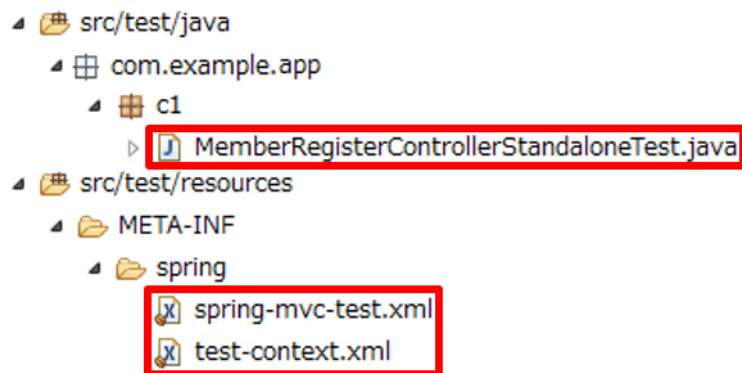 src/test/java
com.example.app
c1
MemberRegisterControllerStandaloneTest.java
src/test/resources
META-INF
spring
spring-mvc-test.xml
test-context.xml